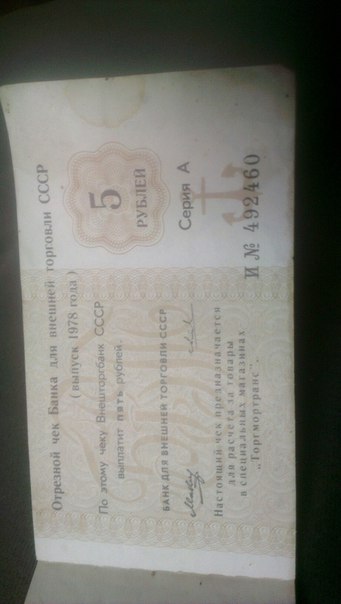 Отрезной чек Банка для внешней торговли СССР
(выпуск 1978 года)
По этому чеку Внешторгбанк СССР
выплатит пять рублей
5
РУБЛЕЙ
БАНК ДЛЯ ВНЕШНЕЙ ТОРГОВЛИ СССР
Серия А
Настоящий чек предназначается
для расчета за товары
в специальных магазинах
„Торгмортранс".
И № 492460